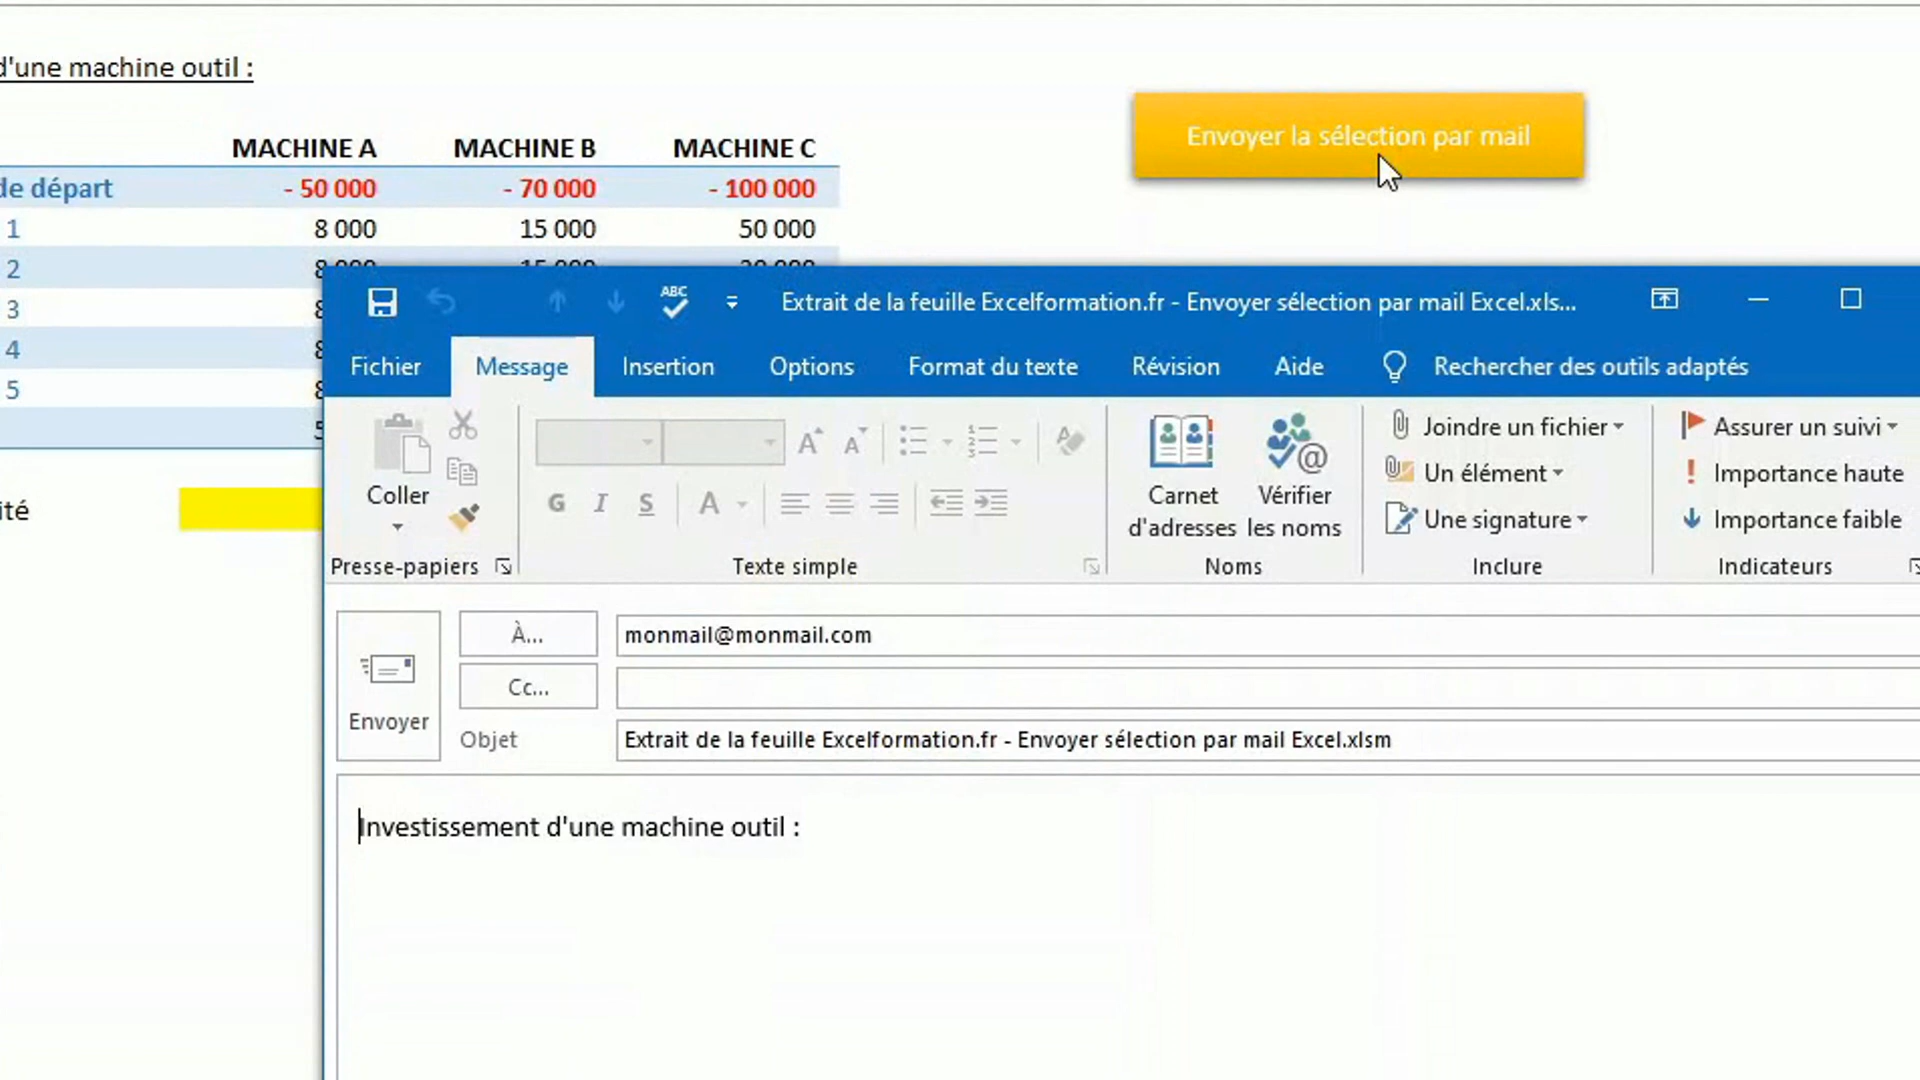 d'une machine outil :
Envoyer la sélection par mail
MACHINE A MACHINE B MACHINE C
de départ - 50 000 - 70 000 - 100 000
1 8 000 15 000 50 000
2
3
4
5
ité
Extrait de la feuille Excelformation.fr - Envoyer sélection par mail Excel.xls...
Fichier Message Insertion Options Format du texte Révision Aide Rechercher des outils adaptés
Coller
Presse-papiers
G I S A
Texte simple
Carnet d'adresses
Vérifier les noms
Noms
Joindre un fichier
Un élément
Une signature
Inclure
Assurer un suivi
Importance haute
Importance faible
Indicateurs
Envoyer
À... monmail@monmail.com
Cc...
Objet Extrait de la feuille Excelformation.fr - Envoyer sélection par mail Excel.xlsm
Investissement d'une machine outil :